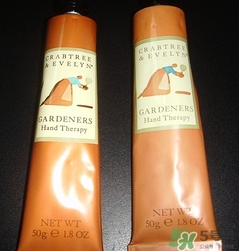 CRABTREE
& EVELYN®
GARDENERS
Hand Therapy
NET WT
50g ℮ 1.8 OZ
CRABTREE
& EVELYN®
GARDENERS
Hand Therapy
NET WT
50g ℮ 1.8 OZ